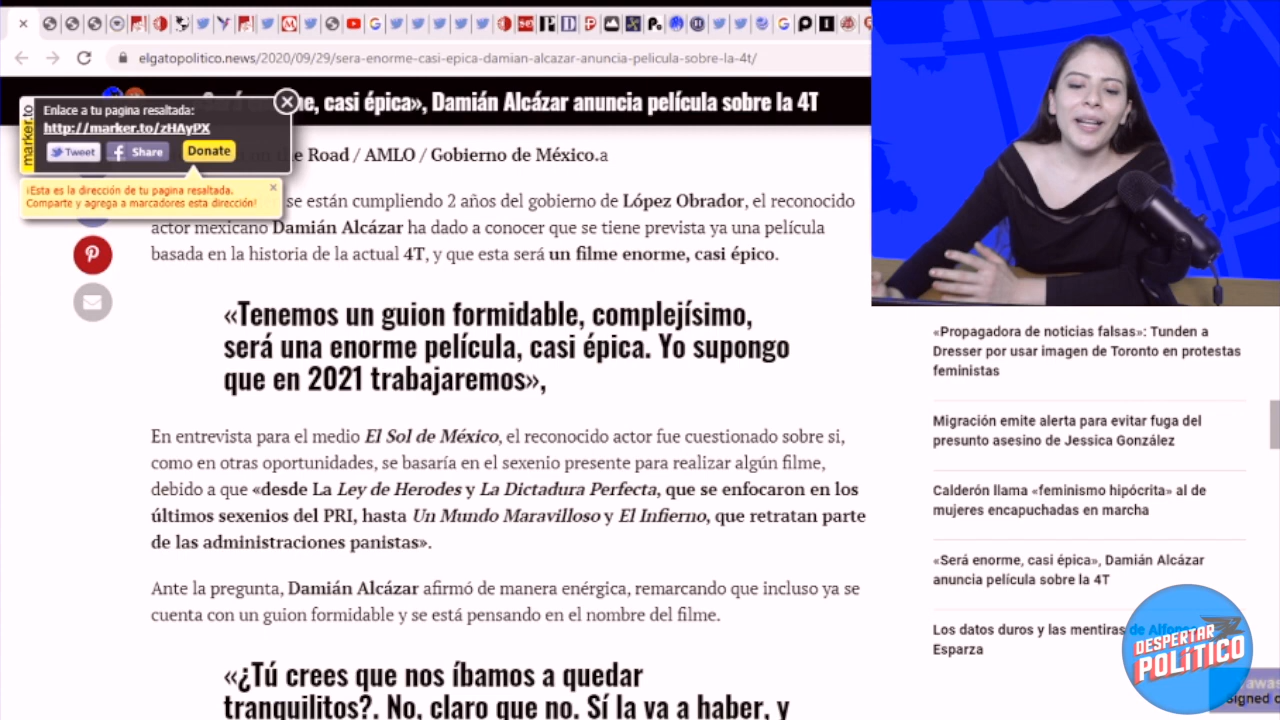 elgatopolitico.news/2020/09/29/sera-enorme-casi-epica-damian-alcazar-anuncia-pelicula-sobre-la-4t/
e, casi épica», Damián Alcázar anuncia película sobre la 4T
marker.to
Enlace a tu pagina resaltada:
http://marker.to/zHAyPX
Tweet
Share
Donate
¡Esta es la dirección de tu pagina resaltada.
Comparte y agrega a marcadores esta dirección!
Road / AMLO / Gobierno de México.a
se están cumpliendo 2 años del gobierno de López Obrador, el reconocido
actor mexicano Damián Alcázar ha dado a conocer que se tiene prevista ya una película
basada en la historia de la actual 4T, y que esta será un filme enorme, casi épico.
«Tenemos un guion formidable, complejísimo,
será una enorme película, casi épica. Yo supongo
que en 2021 trabajaremos»,
En entrevista para el medio El Sol de México, el reconocido actor fue cuestionado sobre si,
como en otras oportunidades, se basaría en el sexenio presente para realizar algún filme,
debido a que «desde La Ley de Herodes y La Dictadura Perfecta, que se enfocaron en los
últimos sexenios del PRI, hasta Un Mundo Maravilloso y El Infierno, que retratan parte
de las administraciones panistas».
Ante la pregunta, Damián Alcázar afirmó de manera enérgica, remarcando que incluso ya se
cuenta con un guion formidable y se está pensando en el nombre del filme.
«¿Tú crees que nos íbamos a quedar
tranquilitos?. No, claro que no. Sí la va a haber, y
«Propagadora de noticias falsas»: Tunden a
Dresser por usar imagen de Toronto en protestas
feministas
Migración emite alerta para evitar fuga del
presunto asesino de Jessica González
Calderón llama «feminismo hipócrita» al de
mujeres encapuchadas en marcha
«Será enorme, casi épica», Damián Alcázar
anuncia película sobre la 4T
Los datos duros y las mentiras de Alfonso
Esparza
DESPERTAR
POLÍTICO